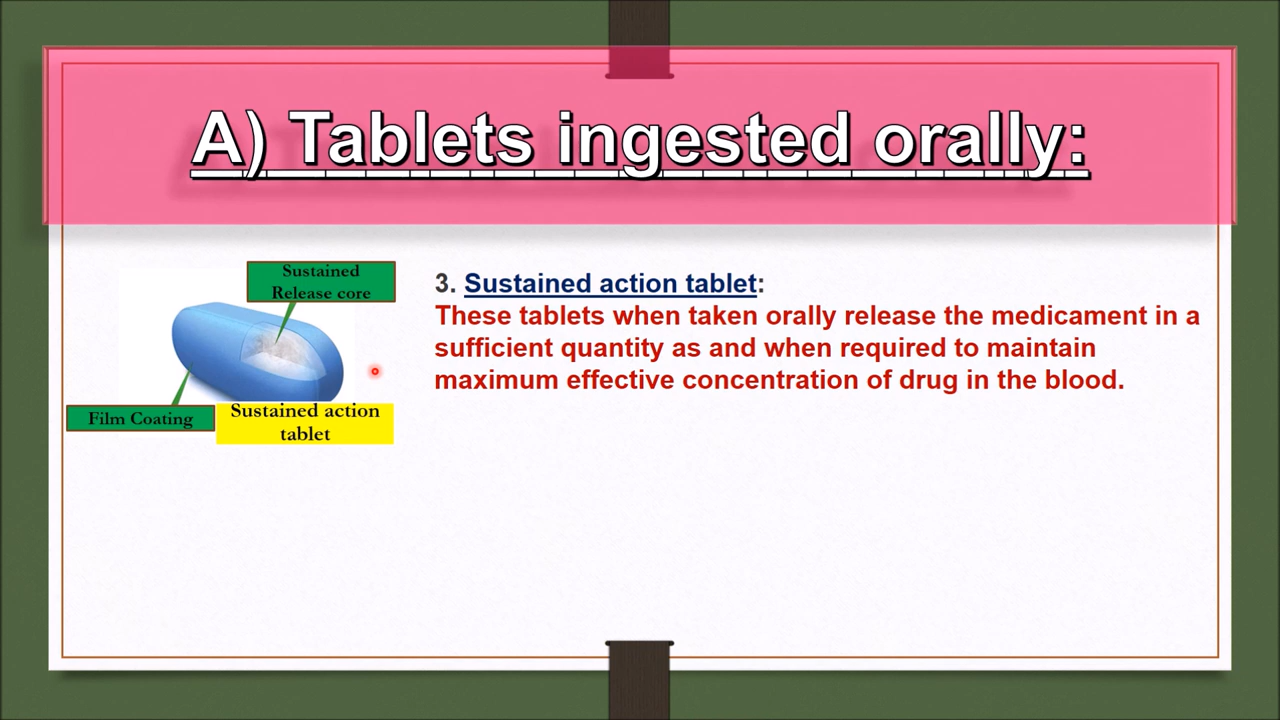 A) Tablets ingested orally:
Sustained
Release core
Film Coating
Sustained action
tablet
3. Sustained action tablet:
These tablets when taken orally release the medicament in a
sufficient quantity as and when required to maintain
maximum effective concentration of drug in the blood.